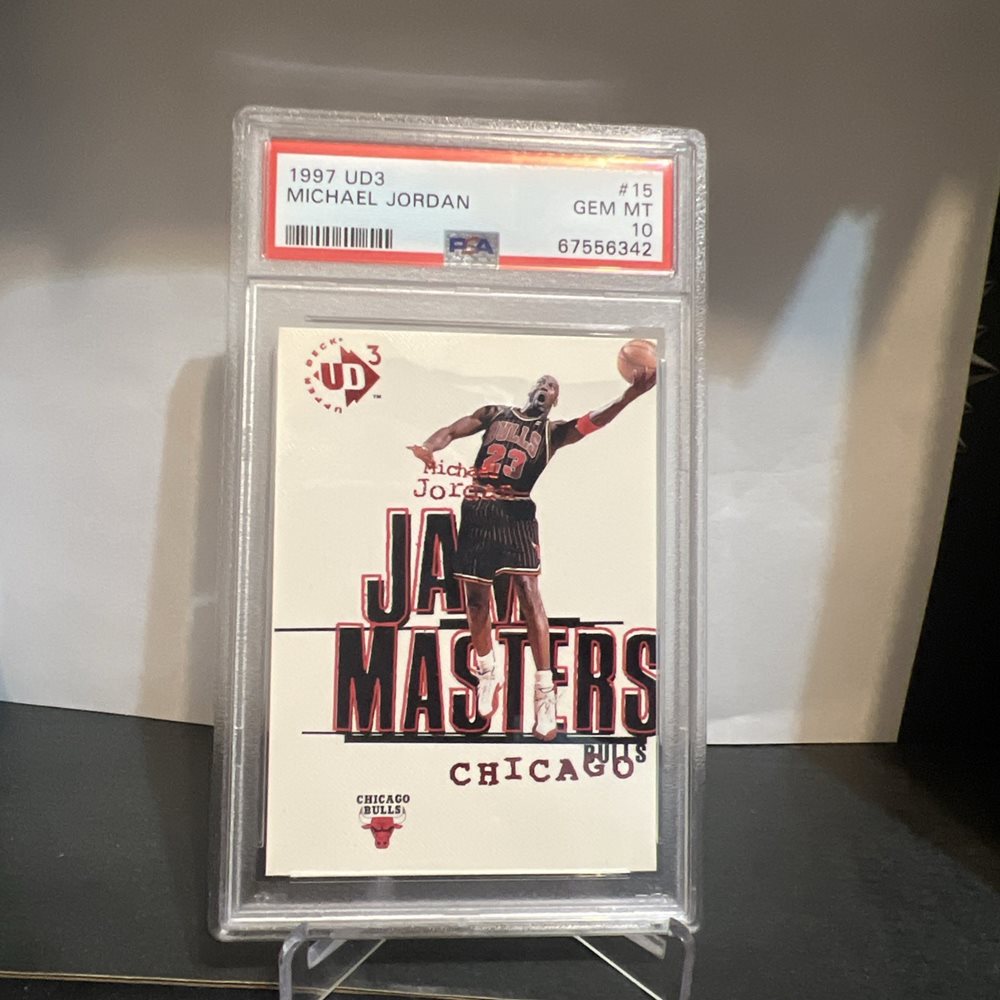 1997 UD3 #15
MICHAEL JORDAN GEM MT
10
PSA 67556342
UPPER DECK
UD3
TM
BULLS
23
Michael
Jordan
JAM
MASTERS
BULLS
CHICAGO
CHICAGO
BULLS